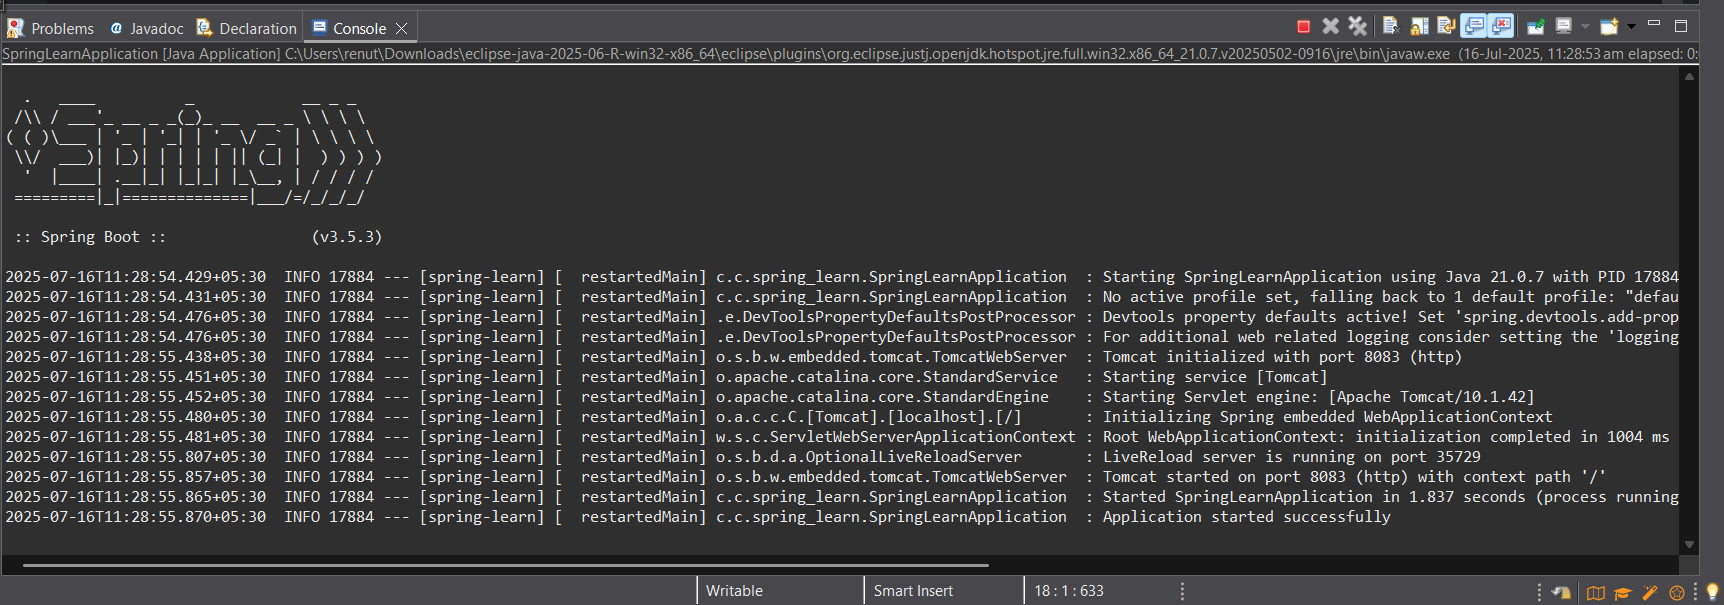 Problems @ Javadoc Declaration Console
SpringLearnApplication [Java Application] C:\Users\renut\Downloads\eclipse-java-2025-06-R-win32-x86_64\eclipse\plugins\org.eclipse.justj.openjdk.hotspot.jre.full.win32.x86_64_21.0.7.v20250502-0916\jre\bin\javaw.exe (16-Jul-2025, 11:28:53 am elapsed: 0:
  .   ____          _            __ _ _
 /\\ / ___'_ __ _ _(_)_ __  __ _ \ \ \ \
( ( )\___ | '_ | '_| | '_ \/ _` | \ \ \ \
 \\/  ___)| |_)| | | | | || (_| |  ) ) ) )
  '  |____| .__|_| |_|_| |_\__, | / / / /
 =========|_|==============|___/=/_/_/_/
 :: Spring Boot ::                (v3.5.3)
2025-07-16T11:28:54.429+05:30  INFO 17884 --- [spring-learn] [  restartedMain] c.c.spring_learn.SpringLearnApplication  : Starting SpringLearnApplication using Java 21.0.7 with PID 17884
2025-07-16T11:28:54.431+05:30  INFO 17884 --- [spring-learn] [  restartedMain] c.c.spring_learn.SpringLearnApplication  : No active profile set, falling back to 1 default profile: "defau
2025-07-16T11:28:54.476+05:30  INFO 17884 --- [spring-learn] [  restartedMain] .e.DevToolsPropertyDefaultsPostProcessor : Devtools property defaults active! Set 'spring.devtools.add-prop
2025-07-16T11:28:54.476+05:30  INFO 17884 --- [spring-learn] [  restartedMain] .e.DevToolsPropertyDefaultsPostProcessor : For additional web related logging consider setting the 'logging
2025-07-16T11:28:55.438+05:30  INFO 17884 --- [spring-learn] [  restartedMain] o.s.b.w.embedded.tomcat.TomcatWebServer  : Tomcat initialized with port 8083 (http)
2025-07-16T11:28:55.451+05:30  INFO 17884 --- [spring-learn] [  restartedMain] o.apache.catalina.core.StandardService   : Starting service [Tomcat]
2025-07-16T11:28:55.452+05:30  INFO 17884 --- [spring-learn] [  restartedMain] o.apache.catalina.core.StandardEngine    : Starting Servlet engine: [Apache Tomcat/10.1.42]
2025-07-16T11:28:55.480+05:30  INFO 17884 --- [spring-learn] [  restartedMain] o.a.c.c.C.[Tomcat].[localhost].[/]       : Initializing Spring embedded WebApplicationContext
2025-07-16T11:28:55.481+05:30  INFO 17884 --- [spring-learn] [  restartedMain] w.s.c.ServletWebServerApplicationContext : Root WebApplicationContext: initialization completed in 1004 ms
2025-07-16T11:28:55.807+05:30  INFO 17884 --- [spring-learn] [  restartedMain] o.s.b.d.a.OptionalLiveReloadServer       : LiveReload server is running on port 35729
2025-07-16T11:28:55.857+05:30  INFO 17884 --- [spring-learn] [  restartedMain] o.s.b.w.embedded.tomcat.TomcatWebServer  : Tomcat started on port 8083 (http) with context path '/'
2025-07-16T11:28:55.865+05:30  INFO 17884 --- [spring-learn] [  restartedMain] c.c.spring_learn.SpringLearnApplication  : Started SpringLearnApplication in 1.837 seconds (process running
2025-07-16T11:28:55.870+05:30  INFO 17884 --- [spring-learn] [  restartedMain] c.c.spring_learn.SpringLearnApplication  : Application started successfully
Writable Smart Insert 18 : 1 : 633